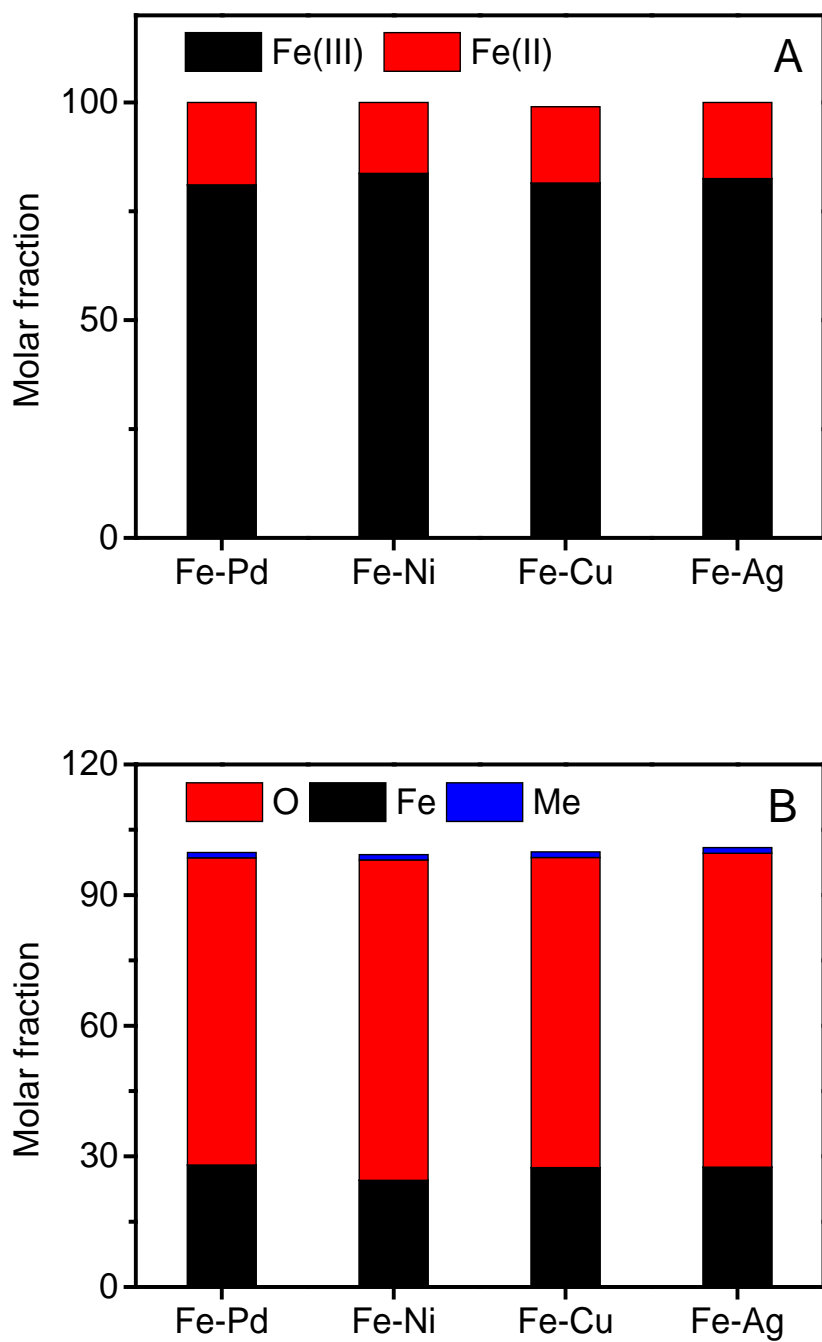 Fe(III) Fe(II) A
100
50
0
Molar fraction
Fe-Pd Fe-Ni Fe-Cu Fe-Ag
120
O Fe Me B
90
60
30
0
Molar fraction
Fe-Pd Fe-Ni Fe-Cu Fe-Ag